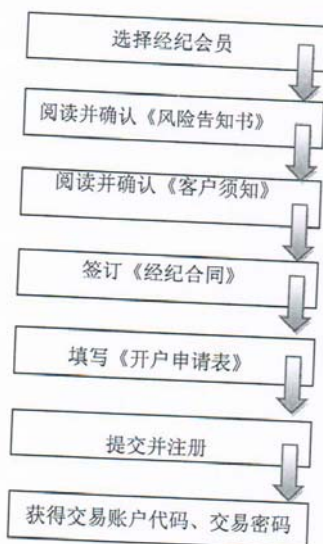 选择经纪会员
阅读并确认《风险告知书》
阅读并确认《客户须知》
签订《经纪合同》
填写《开户申请表》
提交并注册
获得交易账户代码、交易密码